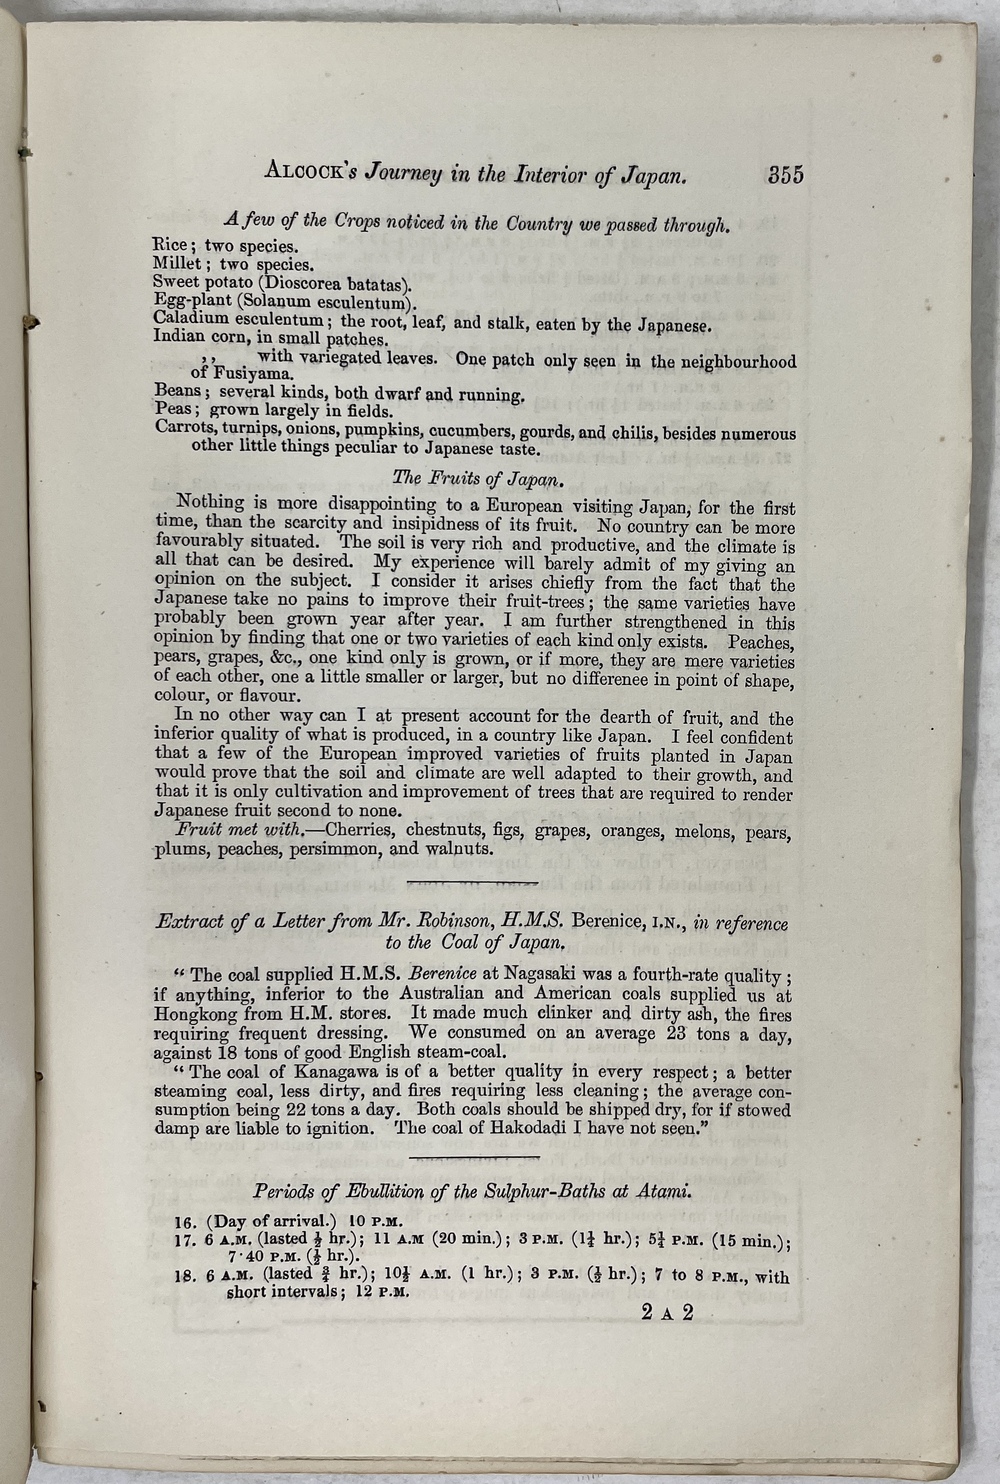 ALCOCK's Journey in the Interior of Japan. 355
A few of the Crops noticed in the Country we passed through.
Rice; two species.
Millet; two species.
Sweet potato (Dioscorea batatas).
Egg-plant (Solanum esculentum).
Caladium esculentum; the root, leaf, and stalk, eaten by the Japanese.
Indian corn, in small patches.
,, with variegated leaves. One patch only seen in the neighbourhood
of Fusiyama.
Beans; several kinds, both dwarf and running.
Peas; grown largely in fields.
Carrots, turnips, onions, pumpkins, cucumbers, gourds, and chilis, besides numerous
other little things peculiar to Japanese taste.
The Fruits of Japan.
Nothing is more disappointing to a European visiting Japan, for the first
time, than the scarcity and insipidness of its fruit. No country can be more
favourably situated. The soil is very rich and productive, and the climate is
all that can be desired. My experience will barely admit of my giving an
opinion on the subject. I consider it arises chiefly from the fact that the
Japanese take no pains to improve their fruit-trees; the same varieties have
probably been grown year after year. I am further strengthened in this
opinion by finding that one or two varieties of each kind only exists. Peaches,
pears, grapes, &c., one kind only is grown, or if more, they are mere varieties
of each other, one a little smaller or larger, but no difference in point of shape,
colour, or flavour.
In no other way can I at present account for the dearth of fruit, and the
inferior quality of what is produced, in a country like Japan. I feel confident
that a few of the European improved varieties of fruits planted in Japan
would prove that the soil and climate are well adapted to their growth, and
that it is only cultivation and improvement of trees that are required to render
Japanese fruit second to none.
Fruit met with.—Cherries, chestnuts, figs, grapes, oranges, melons, pears,
plums, peaches, persimmon, and walnuts.
Extract of a Letter from Mr. Robinson, H.M.S. Berenice, I.N., in reference
to the Coal of Japan.
“ The coal supplied H.M.S. Berenice at Nagasaki was a fourth-rate quality;
if anything, inferior to the Australian and American coals supplied us at
Hongkong from H.M. stores. It made much clinker and dirty ash, the fires
requiring frequent dressing. We consumed on an average 23 tons a day,
against 18 tons of good English steam-coal.
“ The coal of Kanagawa is of a better quality in every respect; a better
steaming coal, less dirty, and fires requiring less cleaning; the average con-
sumption being 22 tons a day. Both coals should be shipped dry, for if stowed
damp are liable to ignition. The coal of Hakodadi I have not seen.”
Periods of Ebullition of the Sulphur-Baths at Atami.
16. (Day of arrival.) 10 P.M.
17. 6 A.M. (lasted ½ hr.); 11 A.M (20 min.); 3 P.M. (1¼ hr.); 5¼ P.M. (15 min.);
7·40 P.M. (½ hr.).
18. 6 A.M. (lasted ¾ hr.); 10½ A.M. (1 hr.); 3 P.M. (½ hr.); 7 to 8 P.M., with
short intervals; 12 P.M.
2 A 2